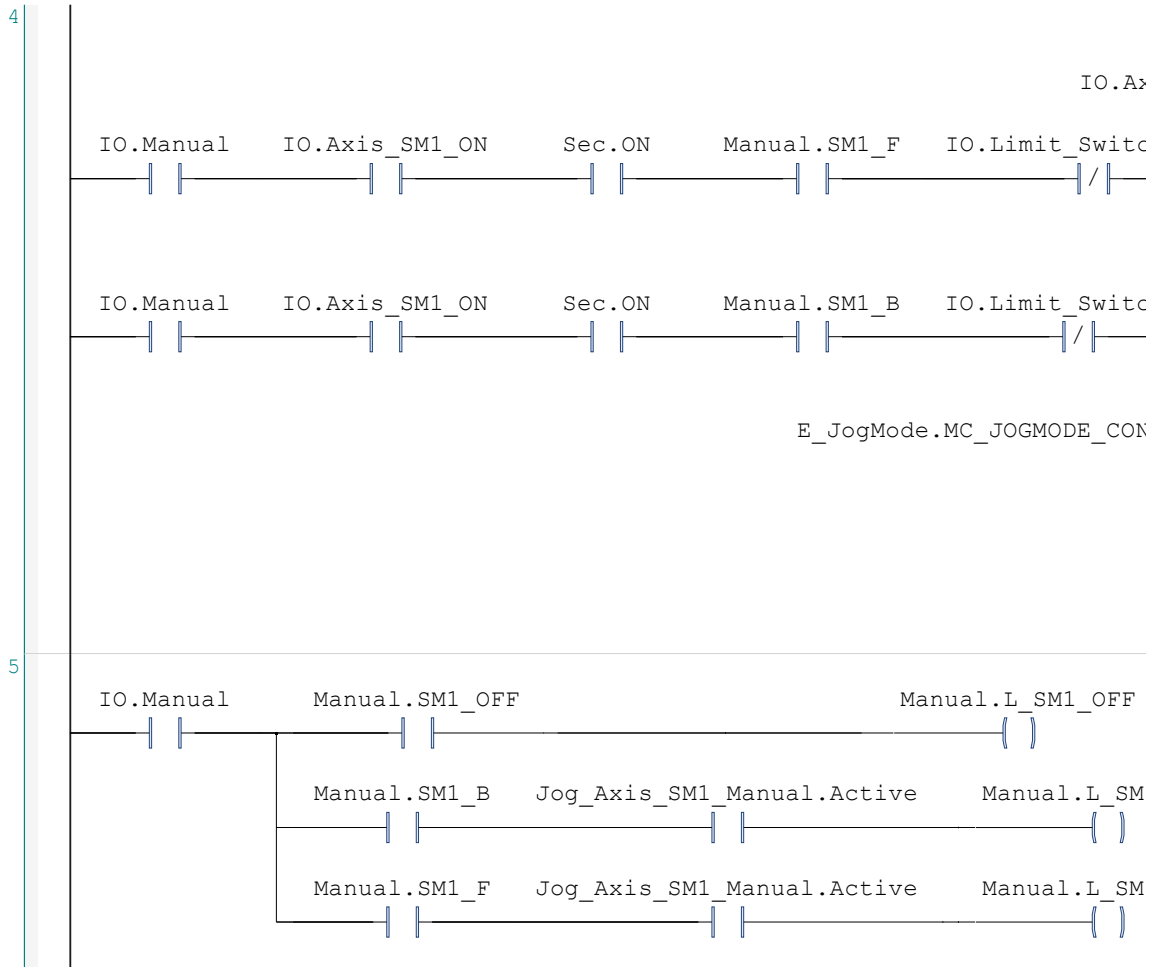 4
IO.Ax
IO.Manual IO.Axis_SM1_ON Sec.ON Manual.SM1_F IO.Limit_Switc
IO.Manual IO.Axis_SM1_ON Sec.ON Manual.SM1_B IO.Limit_Switc
E_JogMode.MC_JOGMODE_CON
5
IO.Manual Manual.SM1_OFF Manual.L_SM1_OFF
Manual.SM1_B Jog_Axis_SM1_Manual.Active Manual.L_SM
Manual.SM1_F Jog_Axis_SM1_Manual.Active Manual.L_SM